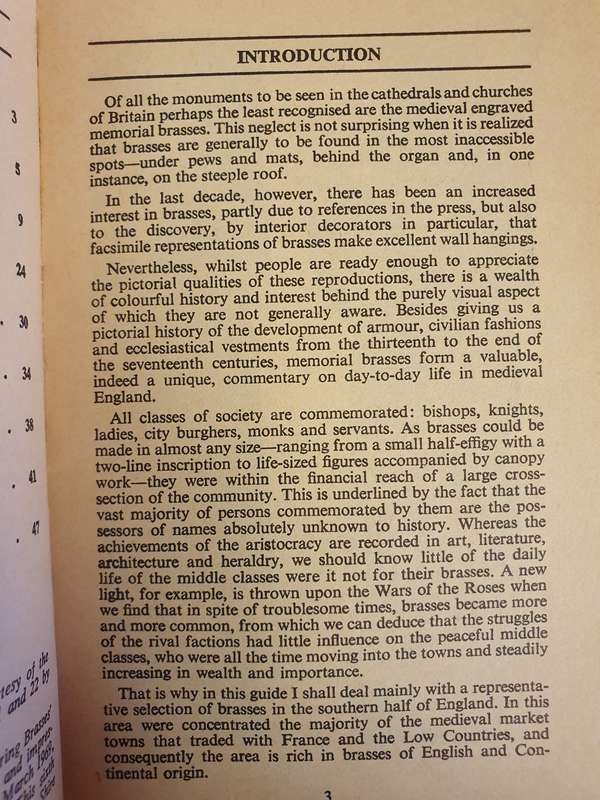 3
5
9
24
30
34
38
41
47
tesy of the
and 22 by
ring Brasses'
March 1969.
INTRODUCTION
Of all the monuments to be seen in the cathedrals and churches
of Britain perhaps the least recognised are the medieval engraved
memorial brasses. This neglect is not surprising when it is realized
that brasses are generally to be found in the most inaccessible
spots—under pews and mats, behind the organ and, in one
instance, on the steeple roof.
In the last decade, however, there has been an increased
interest in brasses, partly due to references in the press, but also
to the discovery, by interior decorators in particular, that
facsimile representations of brasses make excellent wall hangings.
Nevertheless, whilst people are ready enough to appreciate
the pictorial qualities of these reproductions, there is a wealth
of colourful history and interest behind the purely visual aspect
of which they are not generally aware. Besides giving us a
pictorial history of the development of armour, civilian fashions
and ecclesiastical vestments from the thirteenth to the end of
the seventeenth centuries, memorial brasses form a valuable,
indeed a unique, commentary on day-to-day life in medieval
England.
All classes of society are commemorated: bishops, knights,
ladies, city burghers, monks and servants. As brasses could be
made in almost any size—ranging from a small half-effigy with a
two-line inscription to life-sized figures accompanied by canopy
work—they were within the financial reach of a large cross-
section of the community. This is underlined by the fact that the
vast majority of persons commemorated by them are the pos-
sessors of names absolutely unknown to history. Whereas the
achievements of the aristocracy are recorded in art, literature,
architecture and heraldry, we should know little of the daily
life of the middle classes were it not for their brasses. A new
light, for example, is thrown upon the Wars of the Roses when
we find that in spite of troublesome times, brasses became more
and more common, from which we can deduce that the struggles
of the rival factions had little influence on the peaceful middle
classes, who were all the time moving into the towns and steadily
increasing in wealth and importance.
That is why in this guide I shall deal mainly with a representa-
tive selection of brasses in the southern half of England. In this
area were concentrated the majority of the medieval market
towns that traded with France and the Low Countries, and
consequently the area is rich in brasses of English and Con-
tinental origin.
3